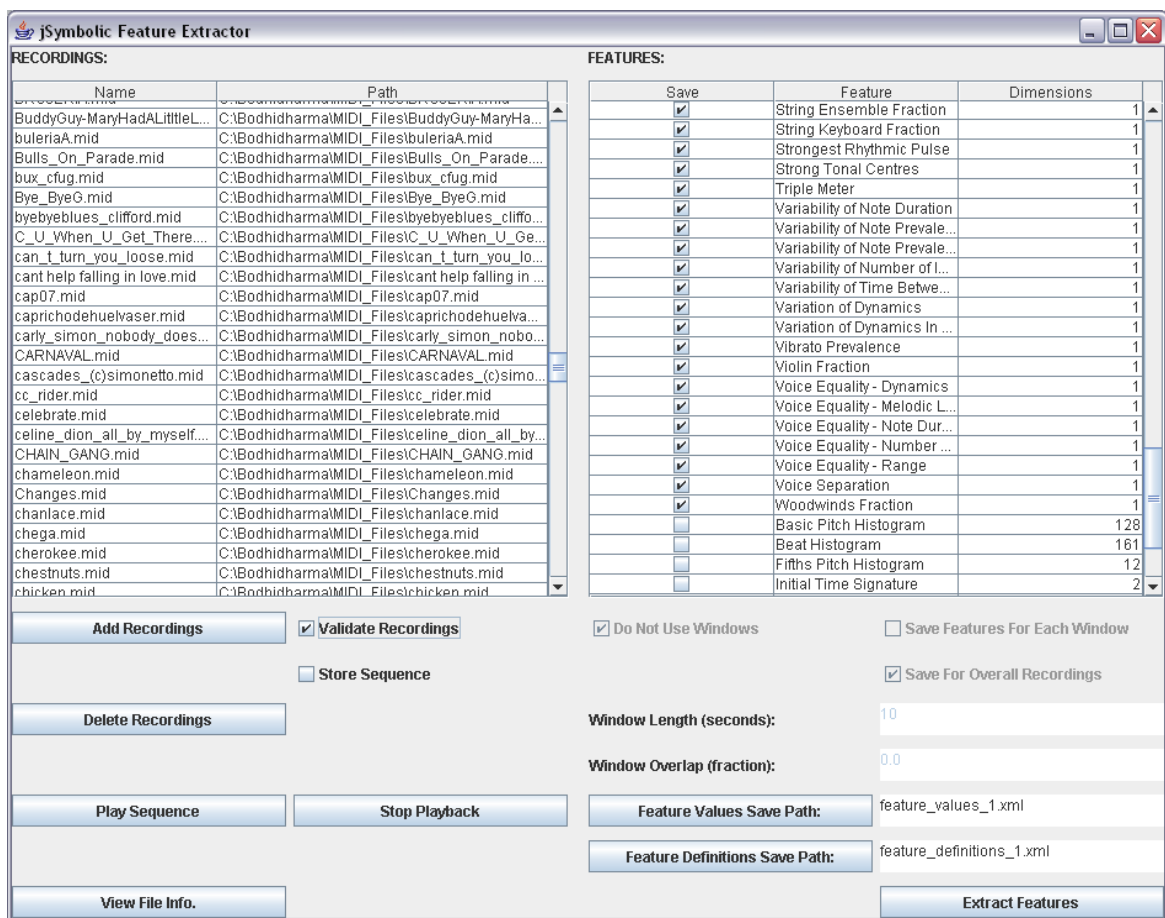 jSymbolic Feature Extractor
RECORDINGS:
Name Path
BuddyGuy-MaryHadALitltleL... C:\Bodhidharma\MIDI_Files\BuddyGuy-MaryHa...
buleriaA.mid C:\Bodhidharma\MIDI_Files\buleriaA.mid
Bulls_On_Parade.mid C:\Bodhidharma\MIDI_Files\Bulls_On_Parade....
bux_cfug.mid C:\Bodhidharma\MIDI_Files\bux_cfug.mid
Bye_ByeG.mid C:\Bodhidharma\MIDI_Files\Bye_ByeG.mid
byebyeblues_clifford.mid C:\Bodhidharma\MIDI_Files\byebyeblues_cliffo...
C_U_When_U_Get_There.... C:\Bodhidharma\MIDI_Files\C_U_When_U_Ge...
can_t_turn_you_loose.mid C:\Bodhidharma\MIDI_Files\can_t_turn_you_lo...
cant help falling in love.mid C:\Bodhidharma\MIDI_Files\cant help falling in ...
cap07.mid C:\Bodhidharma\MIDI_Files\cap07.mid
caprichodehuelvaser.mid C:\Bodhidharma\MIDI_Files\caprichodehuelva...
carly_simon_nobody_does... C:\Bodhidharma\MIDI_Files\carly_simon_nobo...
CARNAVAL.mid C:\Bodhidharma\MIDI_Files\CARNAVAL.mid
cascades_(c)simonetto.mid C:\Bodhidharma\MIDI_Files\cascades_(c)simo...
cc_rider.mid C:\Bodhidharma\MIDI_Files\cc_rider.mid
celebrate.mid C:\Bodhidharma\MIDI_Files\celebrate.mid
celine_dion_all_by_myself.... C:\Bodhidharma\MIDI_Files\celine_dion_all_by...
CHAIN_GANG.mid C:\Bodhidharma\MIDI_Files\CHAIN_GANG.mid
chameleon.mid C:\Bodhidharma\MIDI_Files\chameleon.mid
Changes.mid C:\Bodhidharma\MIDI_Files\Changes.mid
chanlace.mid C:\Bodhidharma\MIDI_Files\chanlace.mid
chega.mid C:\Bodhidharma\MIDI_Files\chega.mid
cherokee.mid C:\Bodhidharma\MIDI_Files\cherokee.mid
chestnuts.mid C:\Bodhidharma\MIDI_Files\chestnuts.mid
chicken.mid C:\Bodhidharma\MIDI_Files\chicken.mid
FEATURES:
Save Feature Dimensions
String Ensemble Fraction 1
String Keyboard Fraction 1
Strongest Rhythmic Pulse 1
Strong Tonal Centres 1
Triple Meter 1
Variability of Note Duration 1
Variability of Note Prevale... 1
Variability of Note Prevale... 1
Variability of Number of I... 1
Variability of Time Betwe... 1
Variation of Dynamics 1
Variation of Dynamics In ... 1
Vibrato Prevalence 1
Violin Fraction 1
Voice Equality - Dynamics 1
Voice Equality - Melodic L... 1
Voice Equality - Note Dur... 1
Voice Equality - Number ... 1
Voice Equality - Range 1
Voice Separation 1
Woodwinds Fraction 1
Basic Pitch Histogram 128
Beat Histogram 161
Fifths Pitch Histogram 12
Initial Time Signature 2
Add Recordings Validate Recordings
Store Sequence
Delete Recordings
Play Sequence Stop Playback
View File Info.
Do Not Use Windows Save Features For Each Window
Save For Overall Recordings
Window Length (seconds): 10
Window Overlap (fraction): 0.0
Feature Values Save Path: feature_values_1.xml
Feature Definitions Save Path: feature_definitions_1.xml
Extract Features